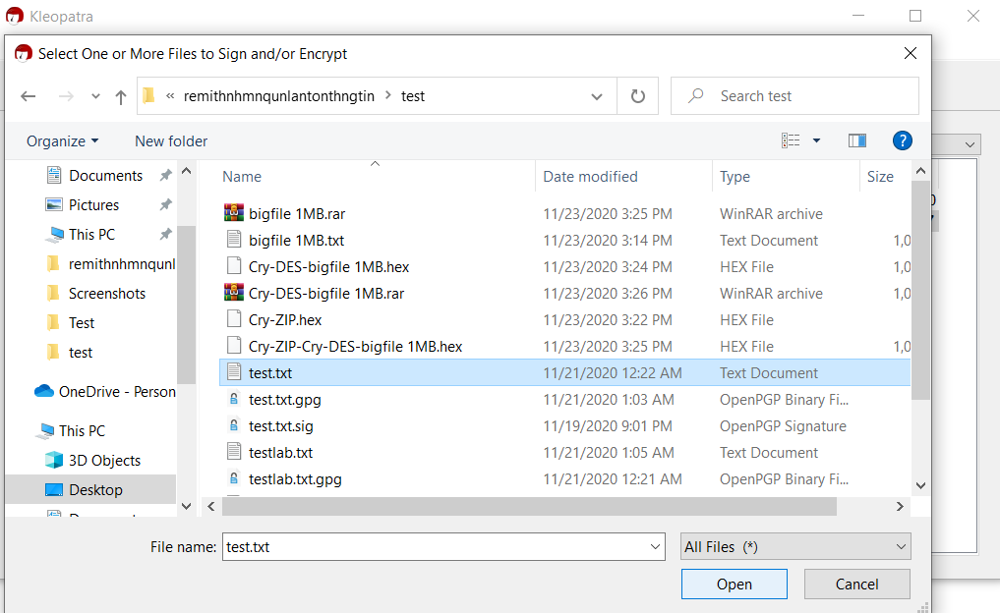 Kleopatra
Select One or More Files to Sign and/or Encrypt
« remithnhmnqunlantonthngtin › test
Search test
Organize
New folder
?
Documents
Pictures
This PC
remithnhmnqunl
Screenshots
Test
test
OneDrive - Person
This PC
3D Objects
Desktop
Name Date modified Type Size
bigfile 1MB.rar 11/23/2020 3:25 PM WinRAR archive
bigfile 1MB.txt 11/23/2020 3:14 PM Text Document 1,0
Cry-DES-bigfile 1MB.hex 11/23/2020 3:24 PM HEX File 1,0
Cry-DES-bigfile 1MB.rar 11/23/2020 3:26 PM WinRAR archive 1,0
Cry-ZIP.hex 11/23/2020 3:22 PM HEX File
Cry-ZIP-Cry-DES-bigfile 1MB.hex 11/23/2020 3:25 PM HEX File 1,0
test.txt 11/21/2020 12:22 AM Text Document
test.txt.gpg 11/21/2020 1:03 AM OpenPGP Binary Fi...
test.txt.sig 11/19/2020 9:01 PM OpenPGP Signature
testlab.txt 11/21/2020 1:05 AM Text Document
testlab.txt.gpg 11/21/2020 12:21 AM OpenPGP Binary Fi...
File name: test.txt
All Files (*)
Open
Cancel